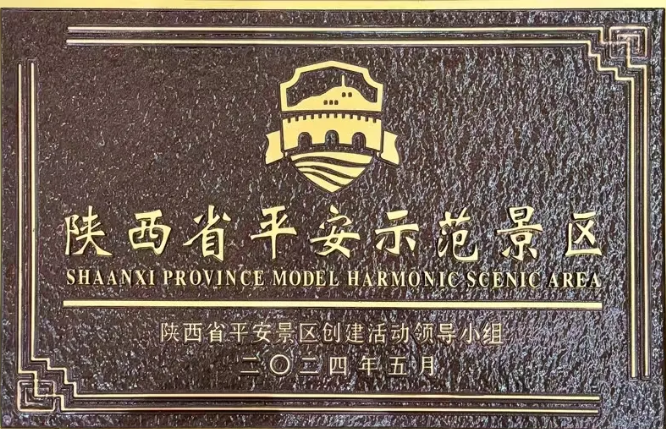 陕西省平安示范景区
SHAANXI PROVINCE MODEL HARMONIC SCENIC AREA
陕西省平安景区创建活动领导小组
二〇二四年五月